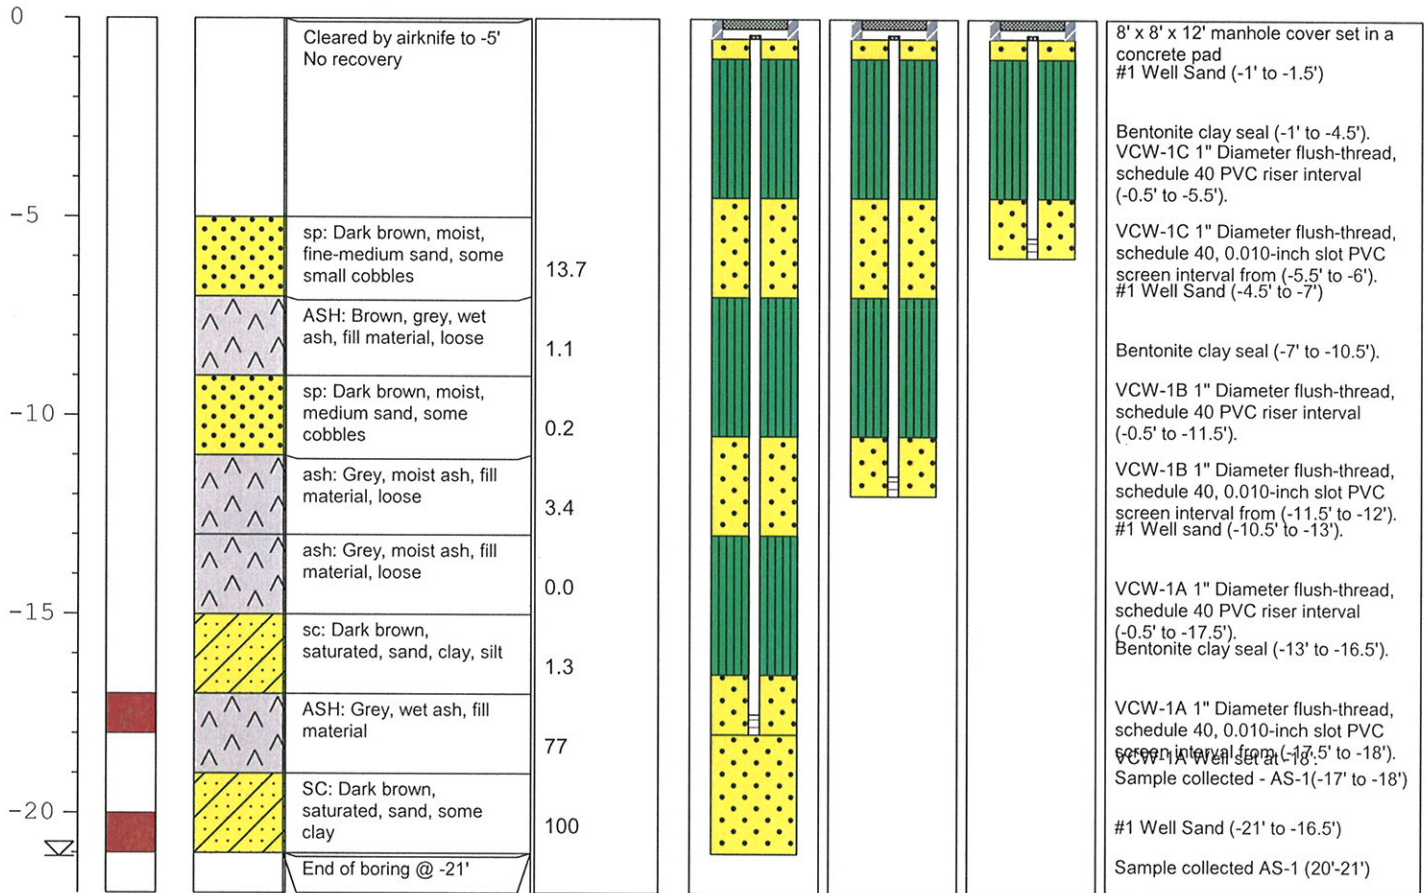 0
-5
-10
-15
-20
Cleared by airknife to -5'
No recovery
sp: Dark brown, moist,
fine-medium sand, some
small cobbles
ASH: Brown, grey, wet
ash, fill material, loose
sp: Dark brown, moist,
medium sand, some
cobbles
ash: Grey, moist ash, fill
material, loose
ash: Grey, moist ash, fill
material, loose
sc: Dark brown,
saturated, sand, clay, silt
ASH: Grey, wet ash, fill
material
SC: Dark brown,
saturated, sand, some
clay
End of boring @ -21'
13.7
1.1
0.2
3.4
0.0
1.3
77
100
8' x 8' x 12' manhole cover set in a
concrete pad
#1 Well Sand (-1' to -1.5')
Bentonite clay seal (-1' to -4.5').
VCW-1C 1" Diameter flush-thread,
schedule 40 PVC riser interval
(-0.5' to -5.5').
VCW-1C 1" Diameter flush-thread,
schedule 40, 0.010-inch slot PVC
screen interval from (-5.5' to -6').
#1 Well Sand (-4.5' to -7')
Bentonite clay seal (-7' to -10.5').
VCW-1B 1" Diameter flush-thread,
schedule 40 PVC riser interval
(-0.5' to -11.5').
VCW-1B 1" Diameter flush-thread,
schedule 40, 0.010-inch slot PVC
screen interval from (-11.5' to -12').
#1 Well sand (-10.5' to -13').
VCW-1A 1" Diameter flush-thread,
schedule 40 PVC riser interval
(-0.5' to -17.5').
Bentonite clay seal (-13' to -16.5').
VCW-1A 1" Diameter flush-thread,
schedule 40, 0.010-inch slot PVC
screen interval from (-17.5' to -18').
VCW-1A Well set at -18'.
Sample collected - AS-1(-17' to -18')
#1 Well Sand (-21' to -16.5')
Sample collected AS-1 (20'-21')